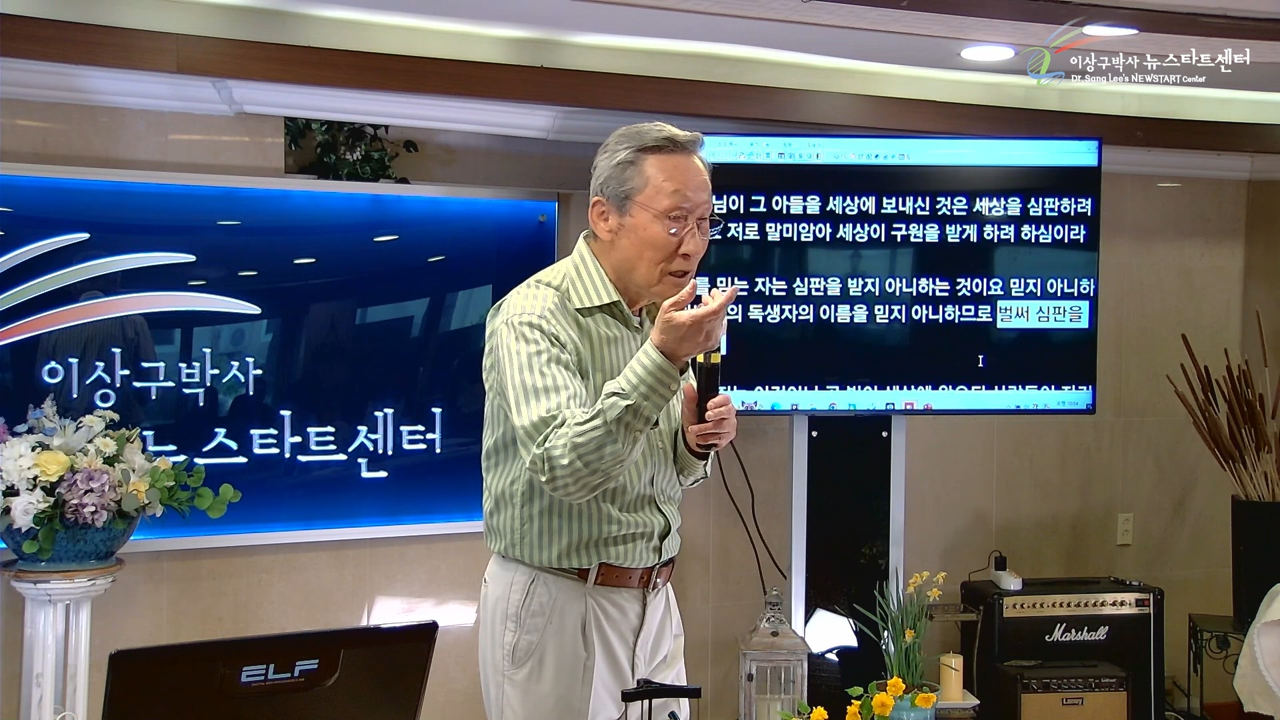 이상구박사 뉴스타트센터
Dr. Sang Lee's NEWSTART Center
님이 그 아들을 세상에 보내신 것은 세상을 심판하려
저로 말미암아 세상이 구원을 받게 하려 하심이라
믿는 자는 심판을 받지 아니하는 것이요 믿지 아니하
의 독생자의 이름을 믿지 아니하므로 벌써 심판을
이상구박사
뉴스타트센터
ELF
Marshall
Laney